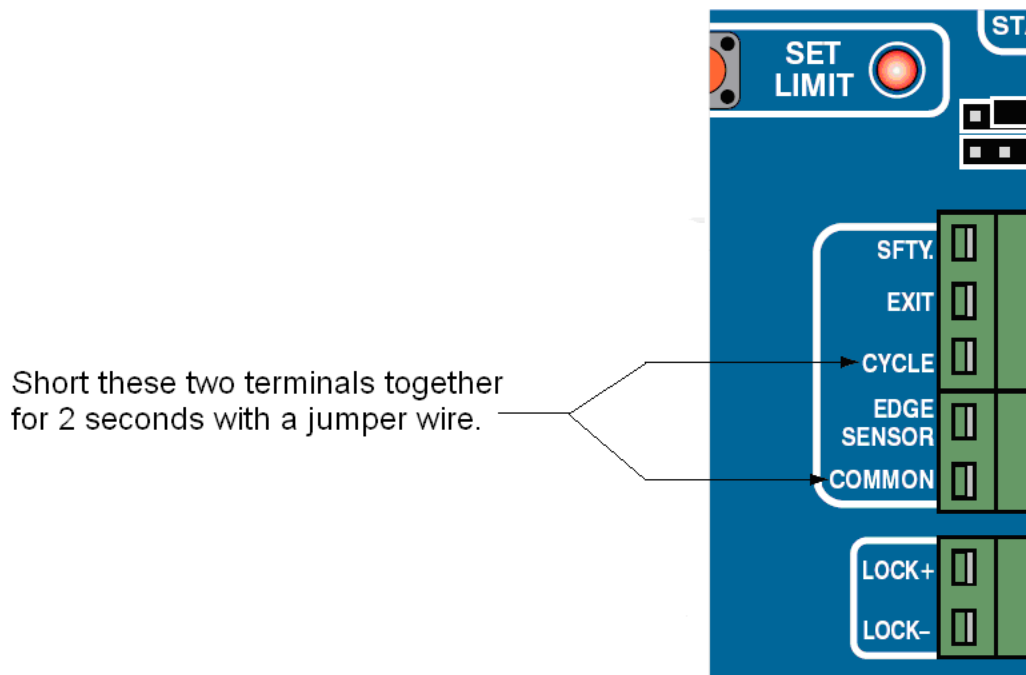 STA
SET
LIMIT
SFTY.
EXIT
CYCLE
Short these two terminals together
for 2 seconds with a jumper wire.
EDGE
SENSOR
COMMON
LOCK+
LOCK–